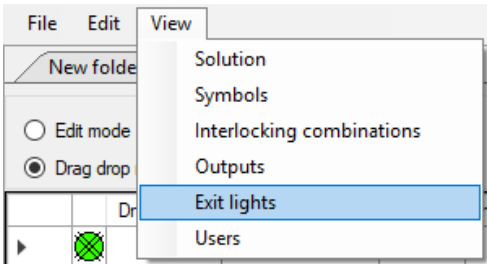 File Edit View
New folde
Solution
Symbols
Edit mode
Interlocking combinations
Drag drop
Outputs
Dr
Exit lights
Users